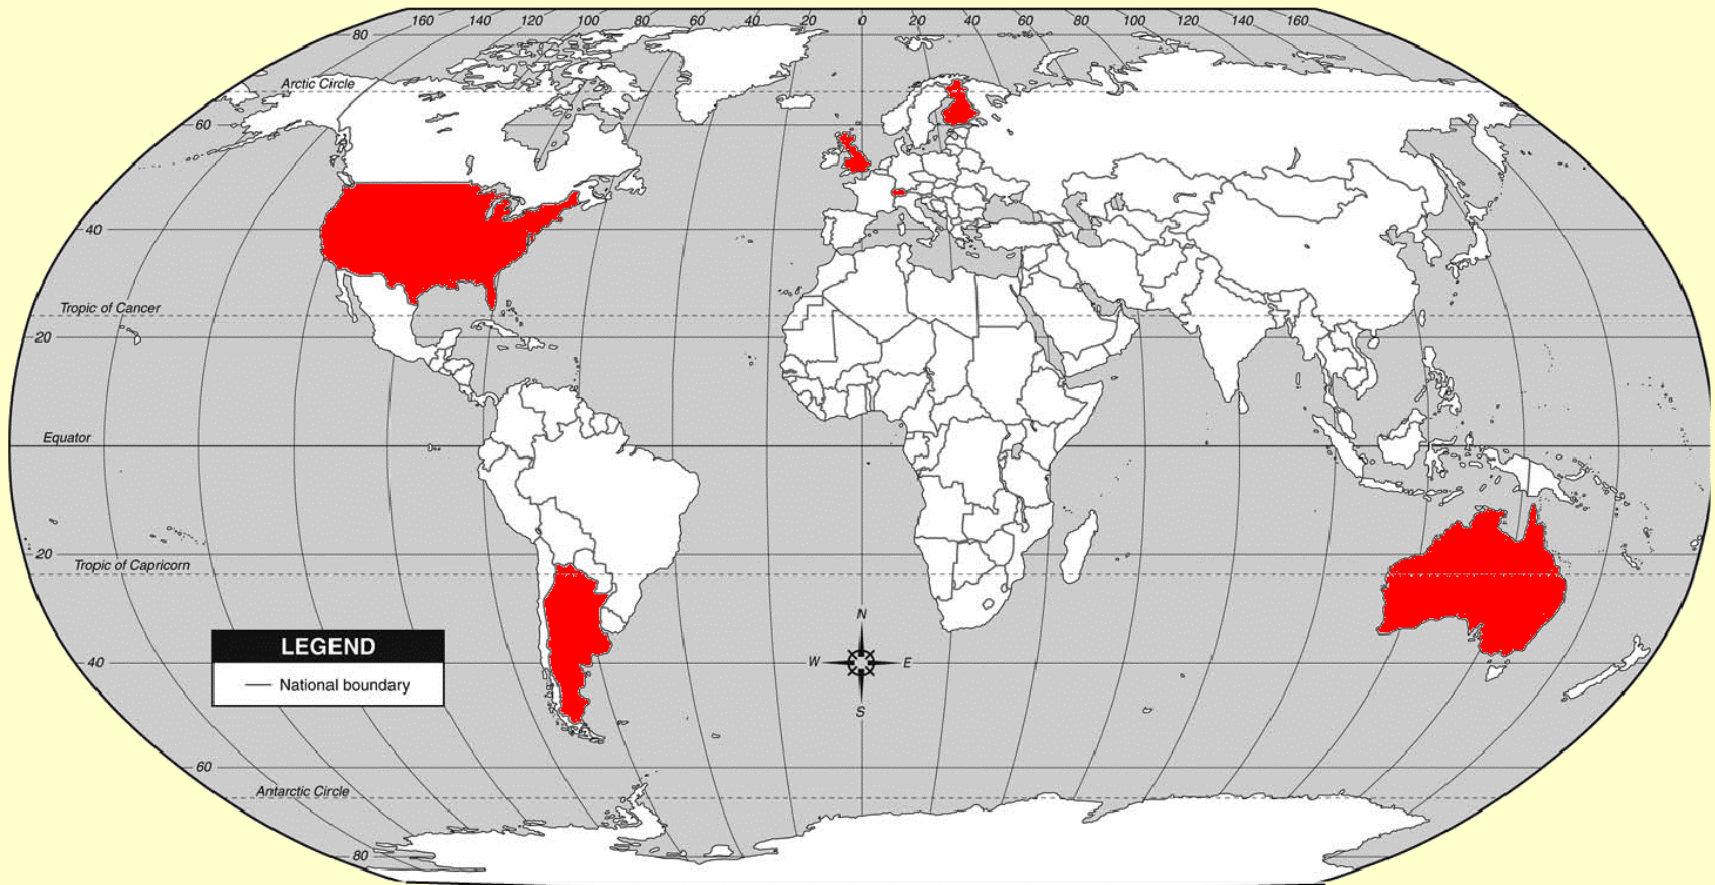 160 140 120 100 80 60 40 20 0 20 40 60 80 100 120 140 160
80
Arctic Circle
60
40
Tropic of Cancer
20
Equator
20
Tropic of Capricorn
N
W E
S
LEGEND
National boundary
40
60
Antarctic Circle
80